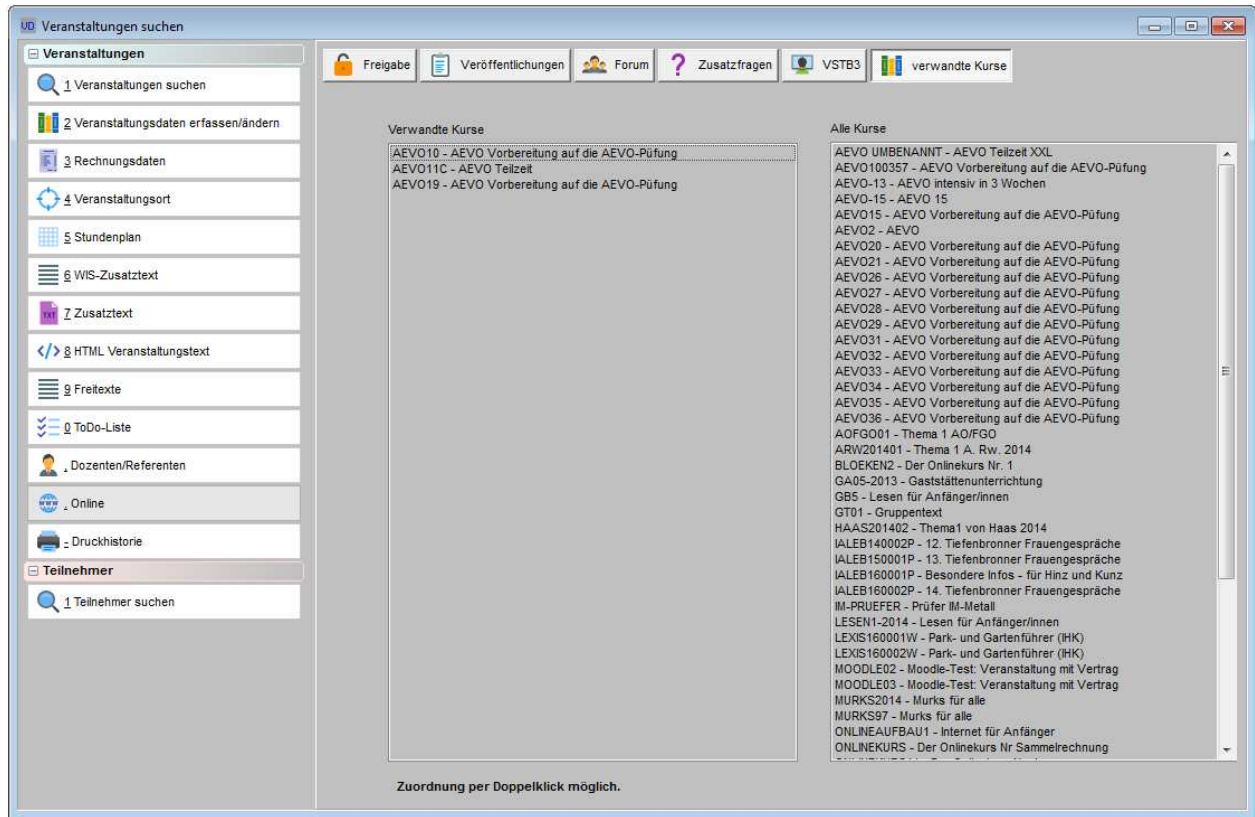 UD Veranstaltungen suchen
Veranstaltungen
1 Veranstaltungen suchen
2 Veranstaltungsdaten erfassen/ändern
3 Rechnungsdaten
4 Veranstaltungsort
5 Stundenplan
6 WIS-Zusatztext
TXT 7 Zusatztext
</> 8 HTML Veranstaltungstext
9 Freitexte
0 ToDo-Liste
. Dozenten/Referenten
www , Online
- Druckhistorie
Teilnehmer
1 Teilnehmer suchen
Freigabe Veröffentlichungen Forum ? Zusatzfragen VSTB3 verwandte Kurse
Verwandte Kurse
AEVO10 - AEVO Vorbereitung auf die AEVO-Püfung
AEVO11C - AEVO Teilzeit
AEVO19 - AEVO Vorbereitung auf die AEVO-Püfung
Alle Kurse
AEVO UMBENANNT - AEVO Teilzeit XXL
AEVO100357 - AEVO Vorbereitung auf die AEVO-Püfung
AEVO-13 - AEVO intensiv in 3 Wochen
AEVO-15 - AEVO 15
AEVO15 - AEVO Vorbereitung auf die AEVO-Püfung
AEVO2 - AEVO
AEVO20 - AEVO Vorbereitung auf die AEVO-Püfung
AEVO21 - AEVO Vorbereitung auf die AEVO-Püfung
AEVO26 - AEVO Vorbereitung auf die AEVO-Püfung
AEVO27 - AEVO Vorbereitung auf die AEVO-Püfung
AEVO28 - AEVO Vorbereitung auf die AEVO-Püfung
AEVO29 - AEVO Vorbereitung auf die AEVO-Püfung
AEVO31 - AEVO Vorbereitung auf die AEVO-Püfung
AEVO32 - AEVO Vorbereitung auf die AEVO-Püfung
AEVO33 - AEVO Vorbereitung auf die AEVO-Püfung
AEVO34 - AEVO Vorbereitung auf die AEVO-Püfung
AEVO35 - AEVO Vorbereitung auf die AEVO-Püfung
AEVO36 - AEVO Vorbereitung auf die AEVO-Püfung
AOFGO01 - Thema 1 AO/FGO
ARW201401 - Thema 1 A. Rw. 2014
BLOEKEN2 - Der Onlinekurs Nr. 1
GA05-2013 - Gaststättenunterrichtung
GB5 - Lesen für Anfänger/innen
GT01 - Gruppentext
HAAS201402 - Thema1 von Haas 2014
IALEB140002P - 12. Tiefenbronner Frauengespräche
IALEB150001P - 13. Tiefenbronner Frauengespräche
IALEB160001P - Besondere Infos - für Hinz und Kunz
IALEB160002P - 14. Tiefenbronner Frauengespräche
IM-PRUEFER - Prüfer IM-Metall
LESEN1-2014 - Lesen für Anfänger/innen
LEXIS160001W - Park- und Gartenführer (IHK)
LEXIS160002W - Park- und Gartenführer (IHK)
MOODLE02 - Moodle-Test: Veranstaltung mit Vertrag
MOODLE03 - Moodle-Test: Veranstaltung mit Vertrag
MURKS2014 - Murks für alle
MURKS97 - Murks für alle
ONLINEAUFBAU1 - Internet für Anfänger
ONLINEKURS - Der Onlinekurs Nr Sammelrechnung
Zuordnung per Doppelklick möglich.